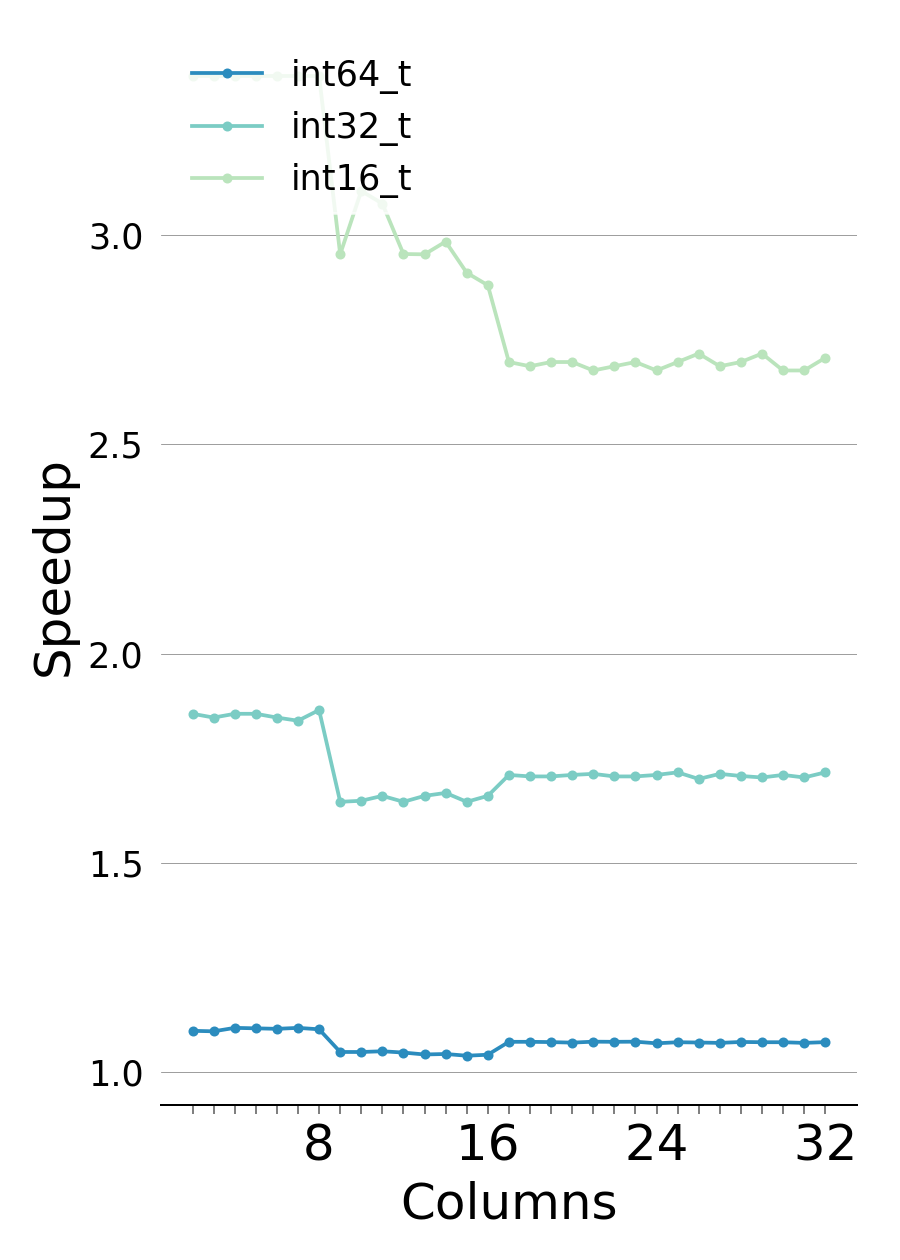 int64_t
int32_t
int16_t
3.0
2.5
2.0
1.5
1.0
Speedup
8 16 24 32
Columns